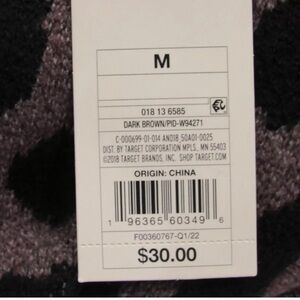 M
018 13 6585
DARK BROWN/PID-W94271
C-000699-01-014 AND18 50A01-0025
DIST. BY TARGET CORPORATION MPLS., MN 55403
©2018 TARGET BRANDS, INC. SHOP TARGET.COM
ORIGIN: CHINA
1 96365 60349 6
F00360767-Q1/22
$30.00